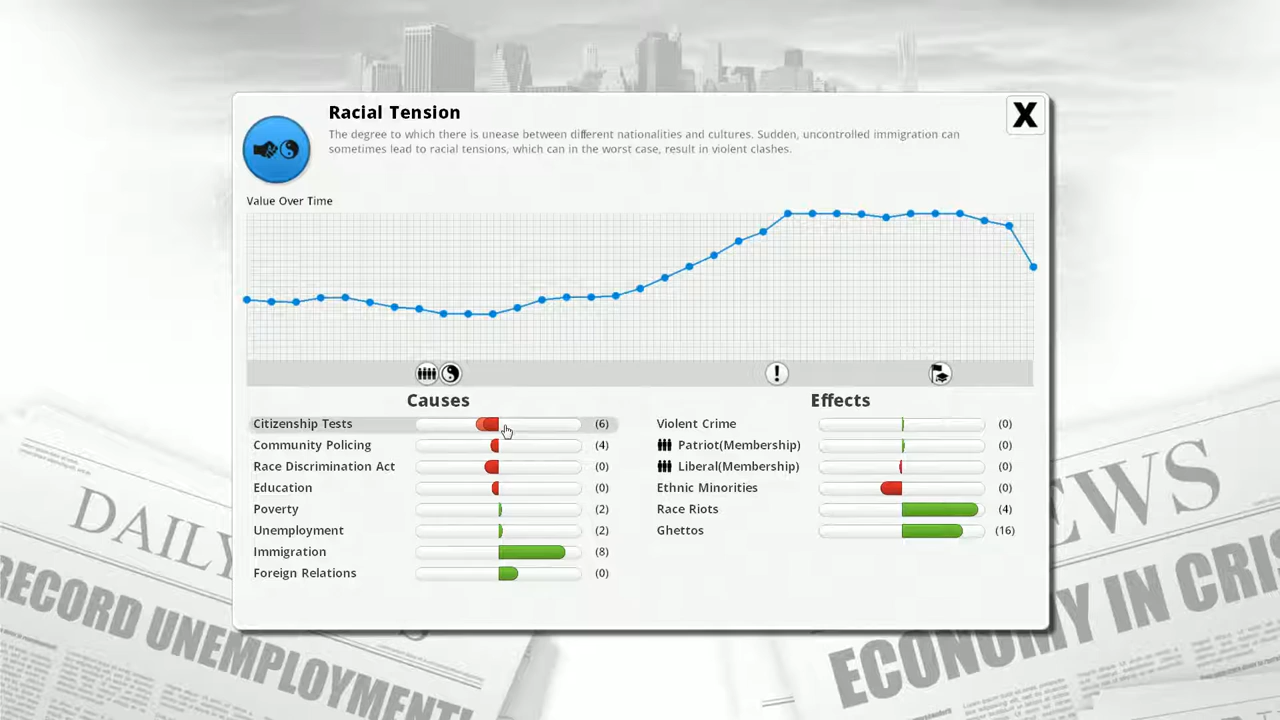 Racial Tension
X
The degree to which there is unease between different nationalities and cultures. Sudden, uncontrolled immigration can
sometimes lead to racial tensions, which can in the worst case, result in violent clashes.
Value Over Time
!
Causes
Effects
Citizenship Tests (6)
Violent Crime (0)
Community Policing (4)
Patriot(Membership) (0)
Race Discrimination Act (0)
Liberal(Membership) (0)
Education (0)
Ethnic Minorities (0)
Poverty (2)
Race Riots (4)
Unemployment (2)
Ghettos (16)
Immigration (8)
Foreign Relations (0)
DAILY
EWS
RECORD UNEMPLOYMENT!
ECONOMY IN CRIS